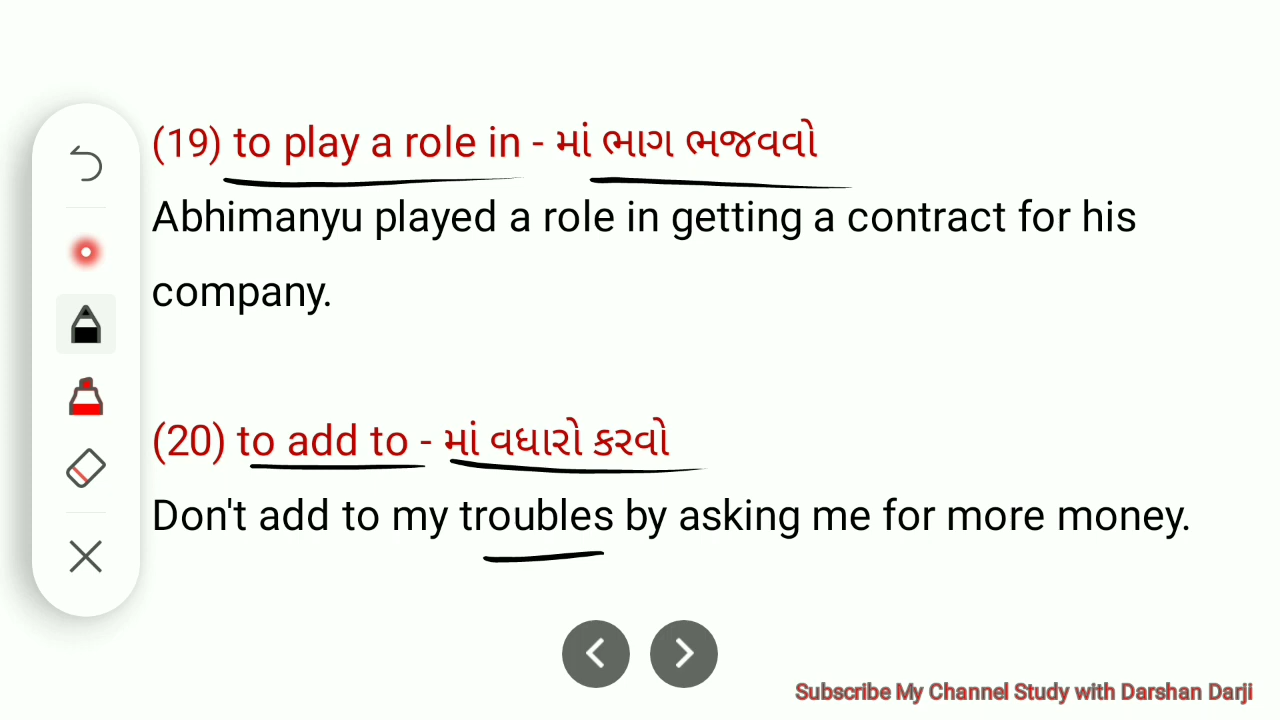 (19) to play a role in - માં ભાગ ભજવવો
Abhimanyu played a role in getting a contract for his
company.
(20) to add to - માં વધારો કરવો
Don't add to my troubles by asking me for more money.
Subscribe My Channel Study with Darshan Darji